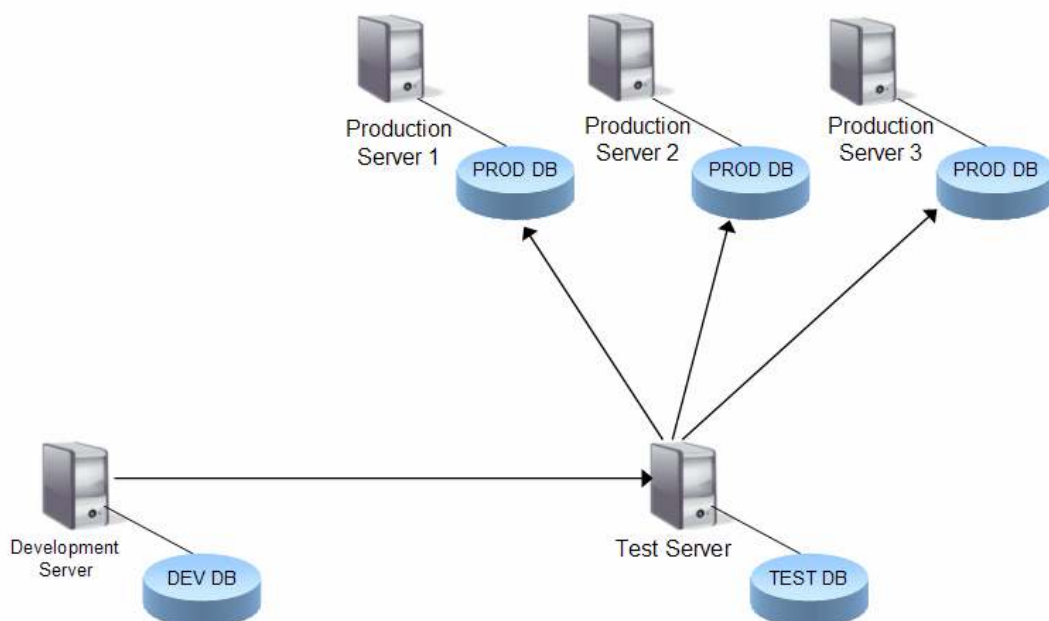 Production
Server 1
PROD DB
Production
Server 2
PROD DB
Production
Server 3
PROD DB
Development
Server
DEV DB
Test Server
TEST DB